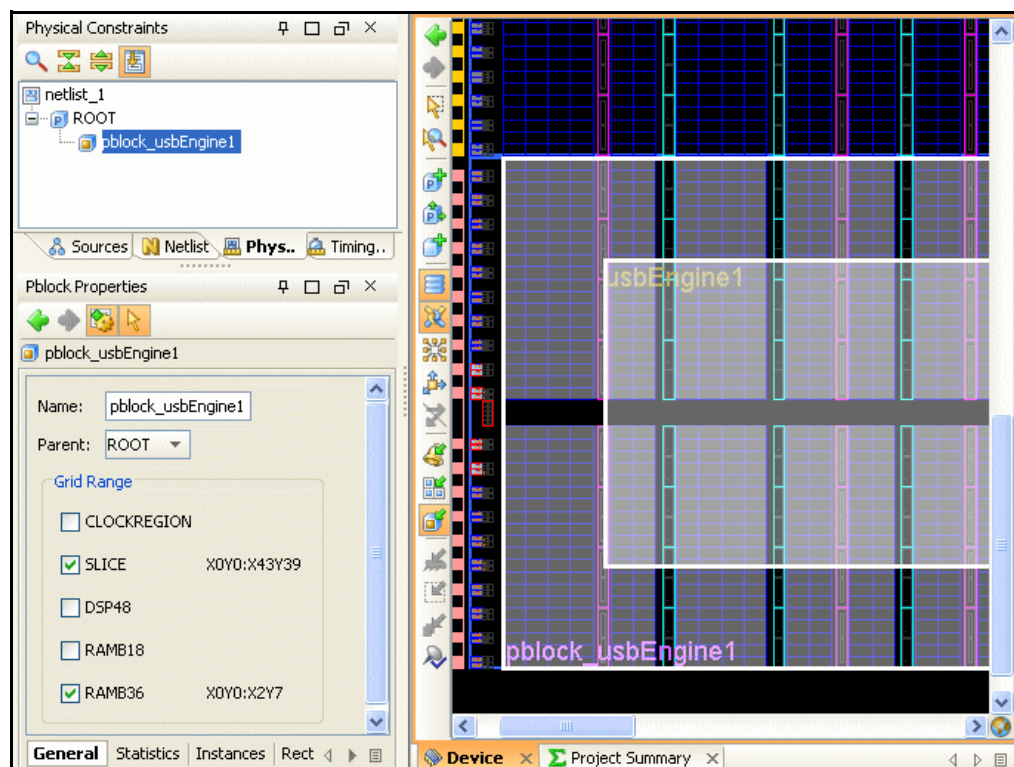 Physical Constraints
netlist_1
ROOT
pblock_usbEngine1
Sources Netlist Phys.. Timing..
Pblock Properties
pblock_usbEngine1
Name: pblock_usbEngine1
Parent: ROOT
Grid Range
CLOCKREGION
SLICE X0Y0:X43Y39
DSP48
RAMB18
RAMB36 X0Y0:X2Y7
General Statistics Instances Rect
usbEngine1
pblock_usbEngine1
Device Project Summary